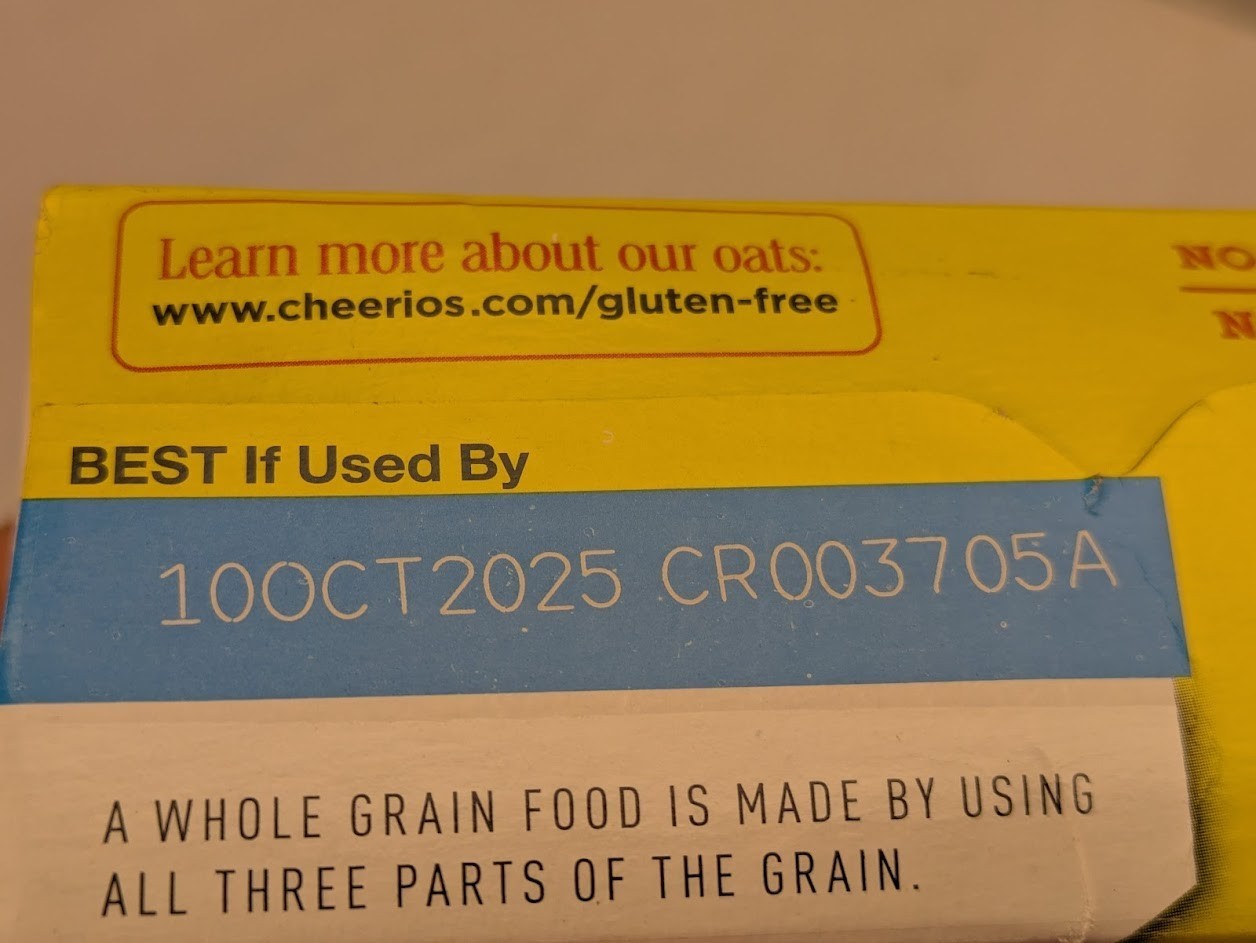 Learn more about our oats:
www.cheerios.com/gluten-free
NO
N
BEST If Used By
10OCT2025 CR003705A
A WHOLE GRAIN FOOD IS MADE BY USING
ALL THREE PARTS OF THE GRAIN.